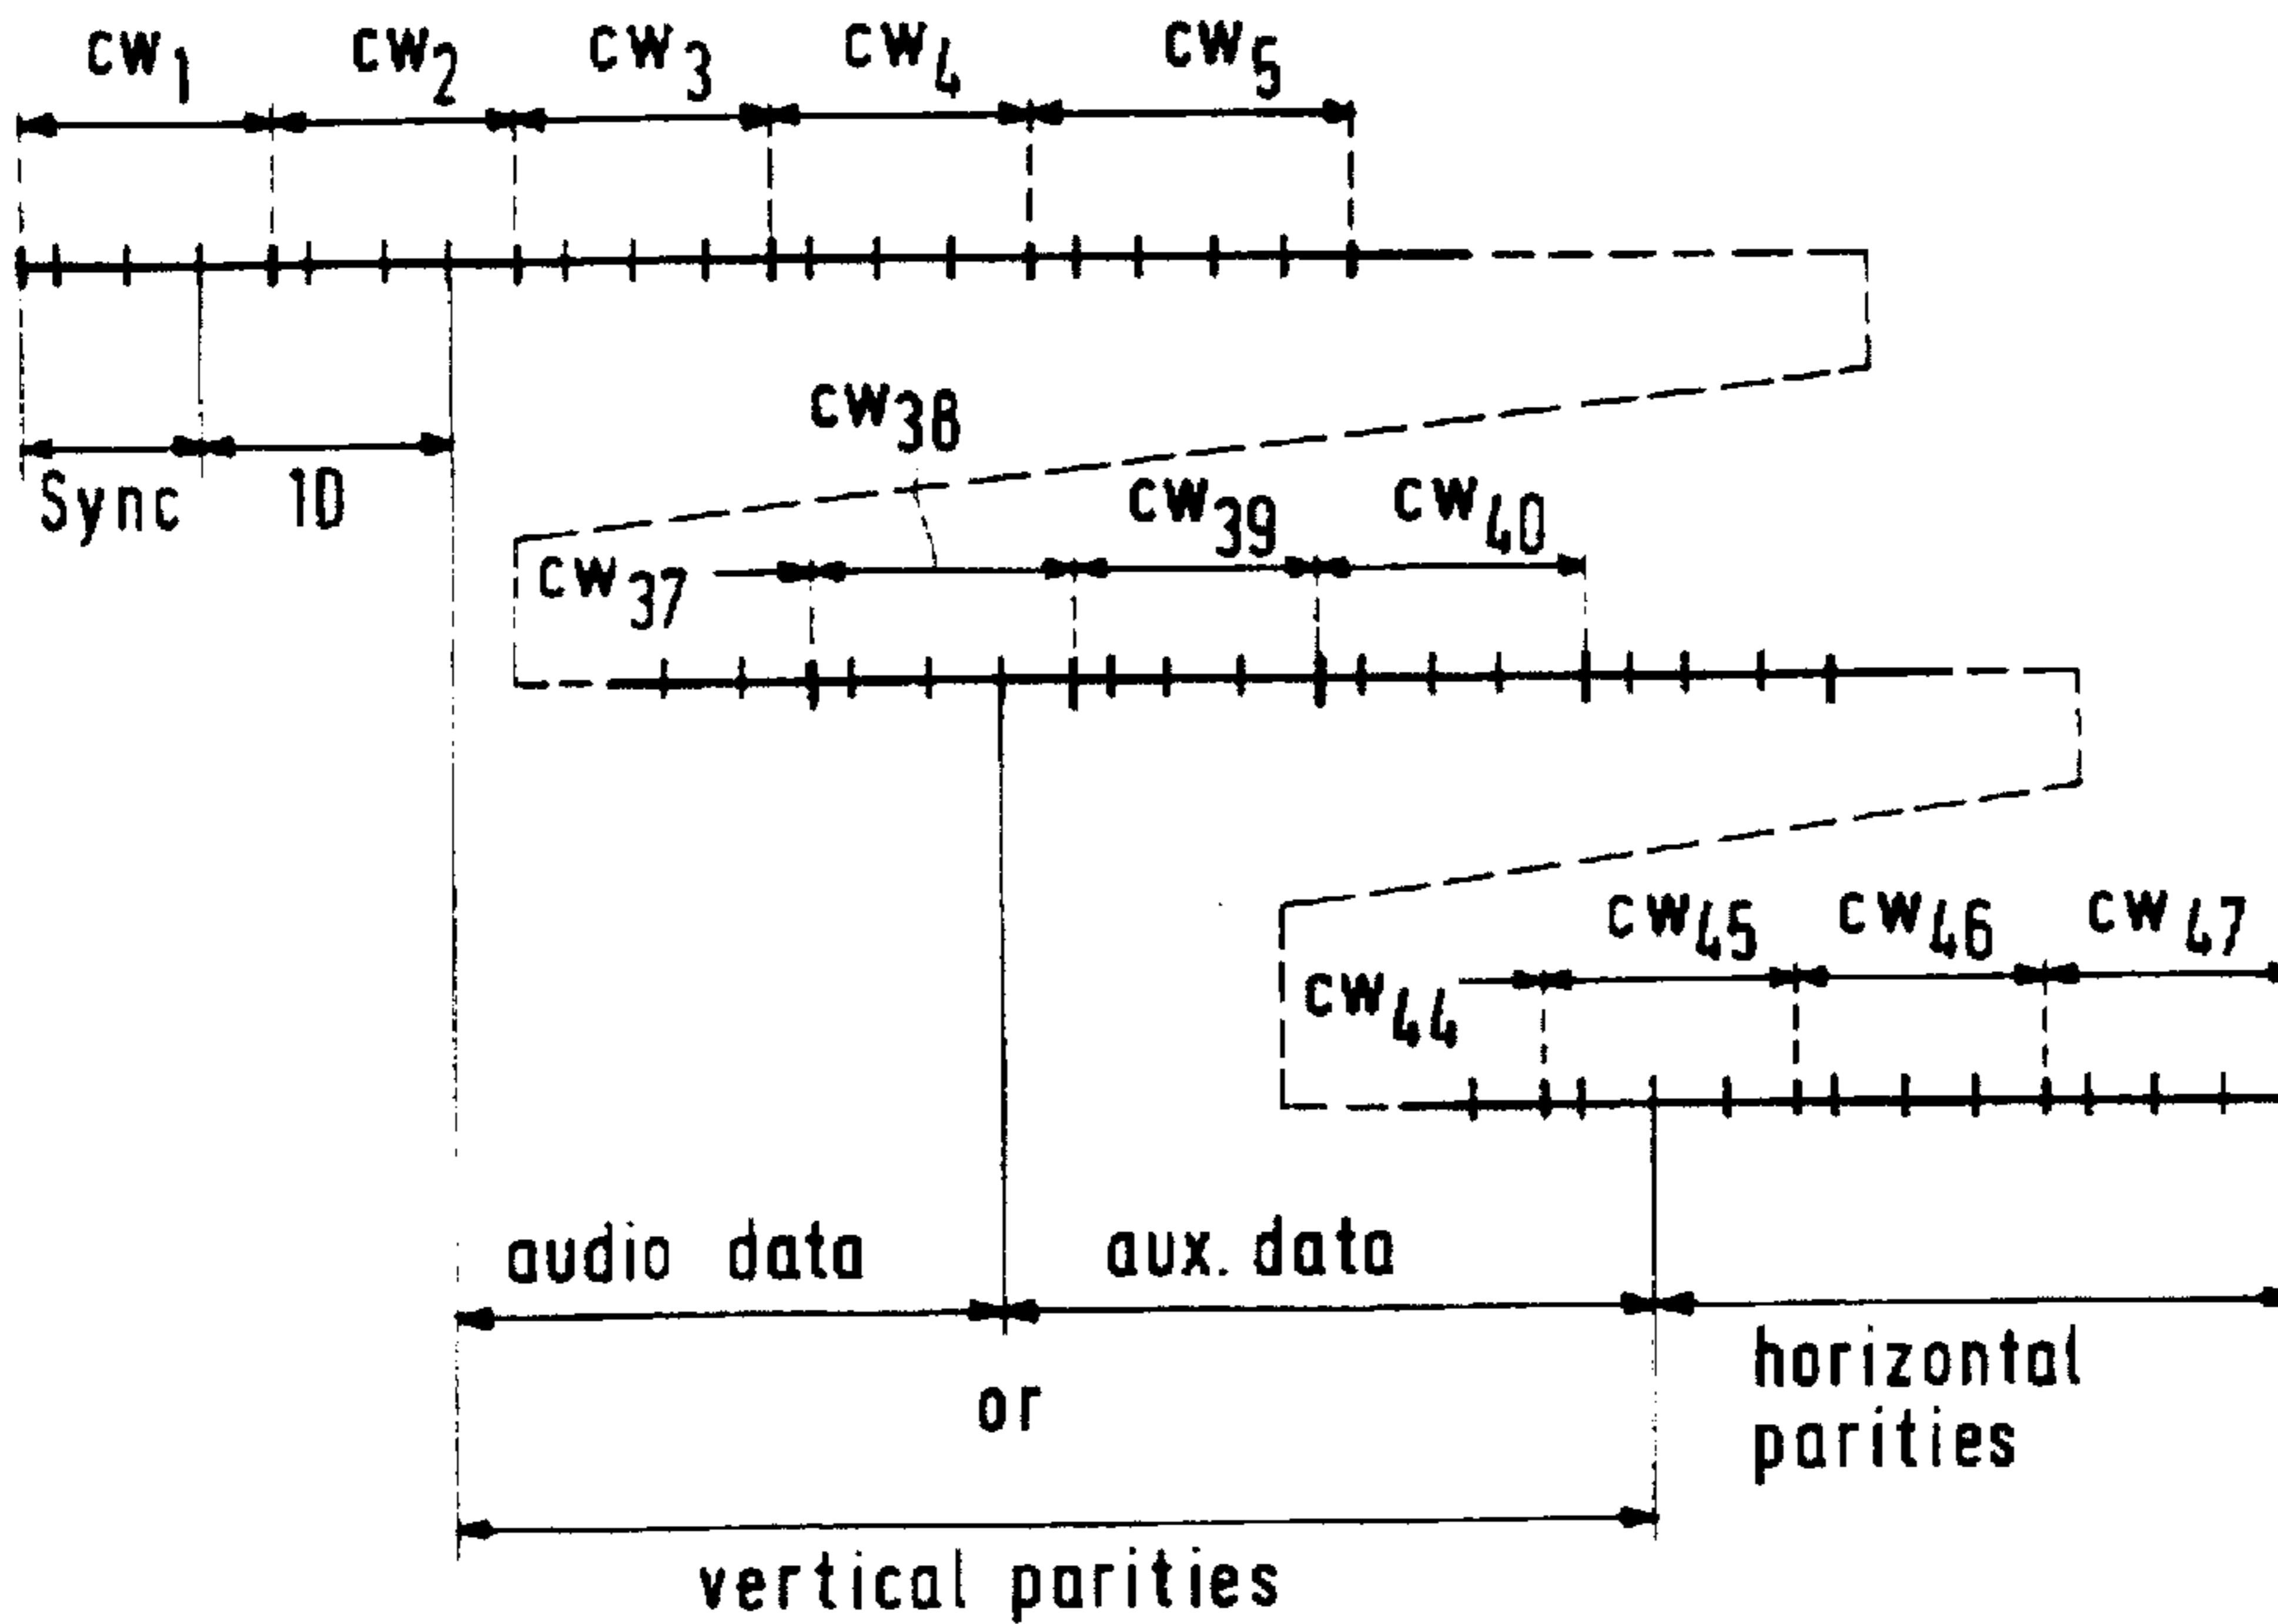 cw1 cw2 cw3 cw4 cw5
Sync ID
cw38
cw37 cw39 cw40
cw44 cw45 cw46 cw47
audio data aux. data
or
horizontal
parities
vertical parities